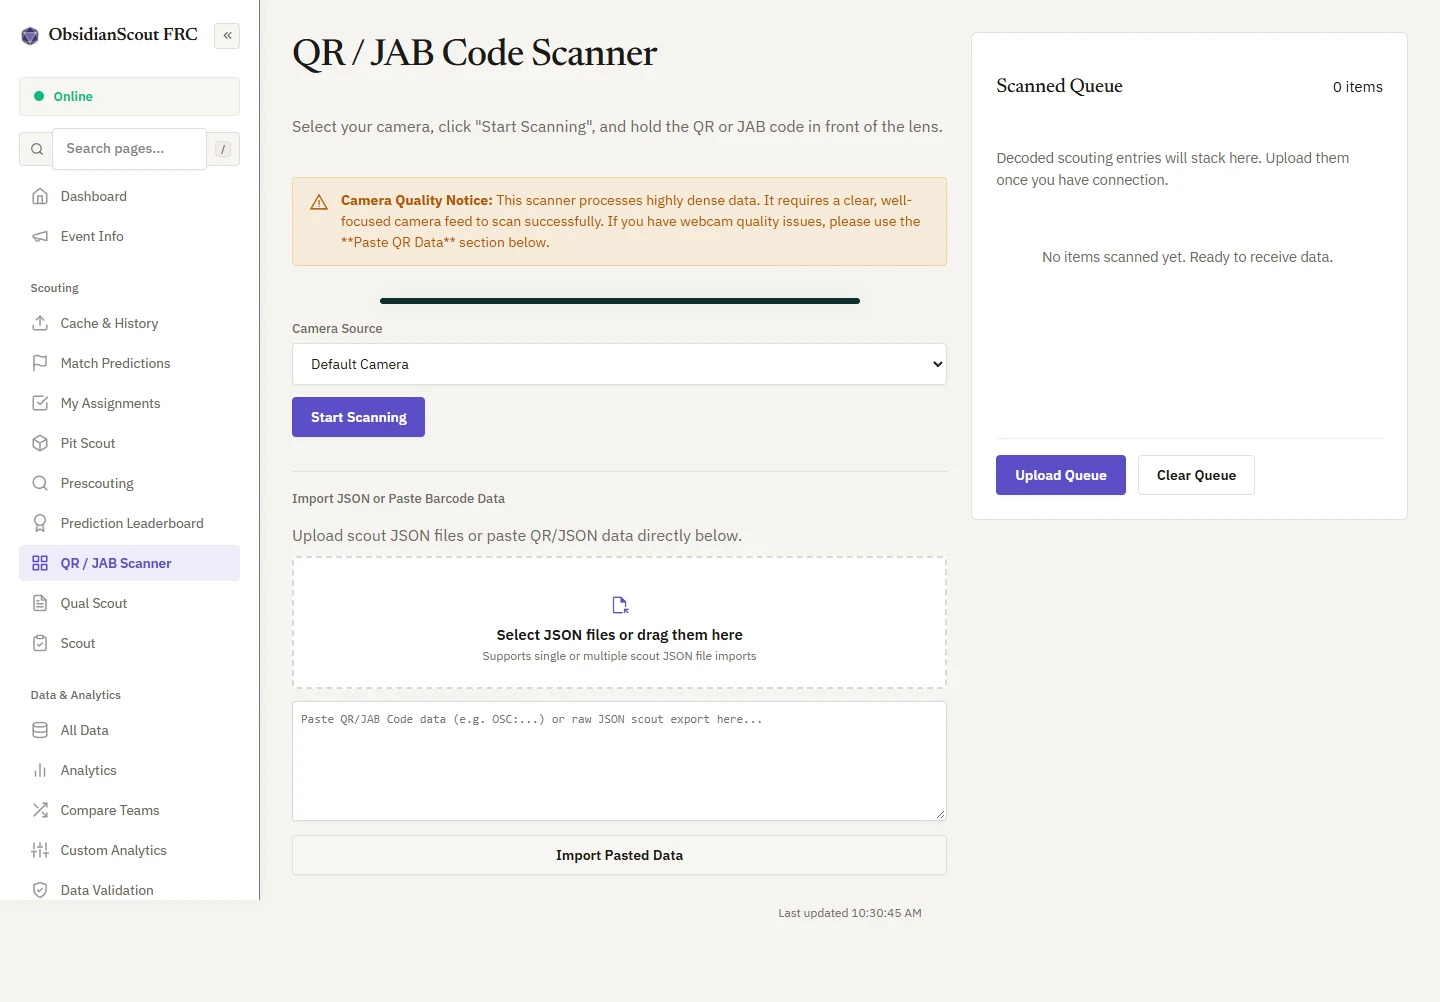 ObsidianScout FRC
«
Online
Search pages...
/
Dashboard
Event Info
Scouting
Cache & History
Match Predictions
My Assignments
Pit Scout
Prescouting
Prediction Leaderboard
QR / JAB Scanner
Qual Scout
Scout
Data & Analytics
All Data
Analytics
Compare Teams
Custom Analytics
Data Validation
QR / JAB Code Scanner
Select your camera, click "Start Scanning", and hold the QR or JAB code in front of the lens.
Camera Quality Notice: This scanner processes highly dense data. It requires a clear, well-
focused camera feed to scan successfully. If you have webcam quality issues, please use the
**Paste QR Data** section below.
Camera Source
Default Camera
Start Scanning
Import JSON or Paste Barcode Data
Upload scout JSON files or paste QR/JSON data directly below.
Select JSON files or drag them here
Supports single or multiple scout JSON file imports
Paste QR/JAB Code data (e.g. OSC:...) or raw JSON scout export here...
Import Pasted Data
Last updated 10:30:45 AM
Scanned Queue
0 items
Decoded scouting entries will stack here. Upload them
once you have connection.
No items scanned yet. Ready to receive data.
Upload Queue
Clear Queue